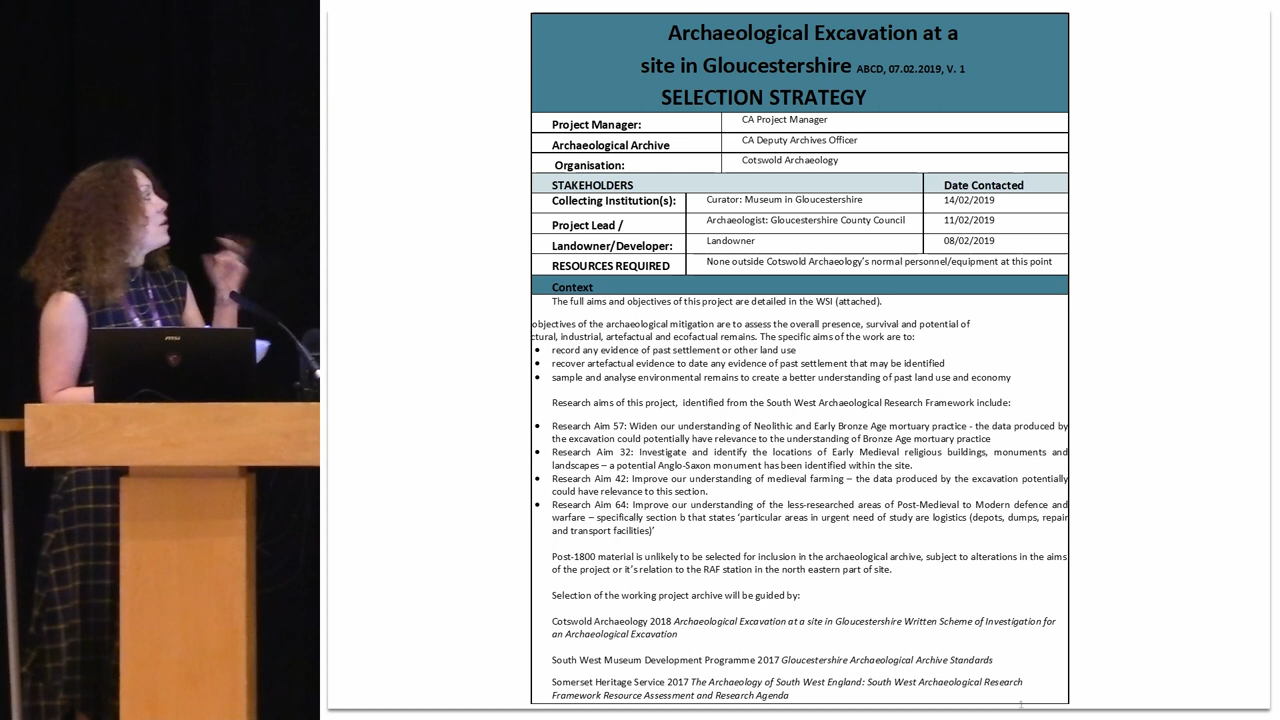 msi
Archaeological Excavation at a
site in Gloucestershire ABCD, 07.02.2019, V. 1
SELECTION STRATEGY
Project Manager: CA Project Manager
Archaeological Archive CA Deputy Archives Officer
Organisation: Cotswold Archaeology
STAKEHOLDERS Date Contacted
Collecting Institution(s): Curator: Museum in Gloucestershire 14/02/2019
Project Lead / Archaeologist: Gloucestershire County Council 11/02/2019
Landowner/Developer: Landowner 08/02/2019
RESOURCES REQUIRED None outside Cotswold Archaeology's normal personnel/equipment at this point
Context
The full aims and objectives of this project are detailed in the WSI (attached).
objectives of the archaeological mitigation are to assess the overall presence, survival and potential of
ctural, industrial, artefactual and ecofactual remains. The specific aims of the work are to:
• record any evidence of past settlement or other land use
• recover artefactual evidence to date any evidence of past settlement that may be identified
• sample and analyse environmental remains to create a better understanding of past land use and economy
Research aims of this project, identified from the South West Archaeological Research Framework include:
• Research Aim 57: Widen our understanding of Neolithic and Early Bronze Age mortuary practice - the data produced by
the excavation could potentially have relevance to the understanding of Bronze Age mortuary practice
• Research Aim 32: Investigate and identify the locations of Early Medieval religious buildings, monuments and
landscapes – a potential Anglo-Saxon monument has been identified within the site.
• Research Aim 42: Improve our understanding of medieval farming – the data produced by the excavation potentially
could have relevance to this section.
• Research Aim 64: Improve our understanding of the less-researched areas of Post-Medieval to Modern defence and
warfare – specifically section b that states ‘particular areas in urgent need of study are logistics (depots, dumps, repair
and transport facilities)’
Post-1800 material is unlikely to be selected for inclusion in the archaeological archive, subject to alterations in the aims
of the project or it’s relation to the RAF station in the north eastern part of site.
Selection of the working project archive will be guided by:
Cotswold Archaeology 2018 Archaeological Excavation at a site in Gloucestershire Written Scheme of Investigation for
an Archaeological Excavation
South West Museum Development Programme 2017 Gloucestershire Archaeological Archive Standards
Somerset Heritage Service 2017 The Archaeology of South West England: South West Archaeological Research
Framework Resource Assessment and Research Agenda
1